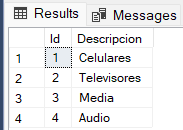 Results Messages
Id Descripcion
1 1 Celulares
2 2 Televisores
3 3 Media
4 4 Audio